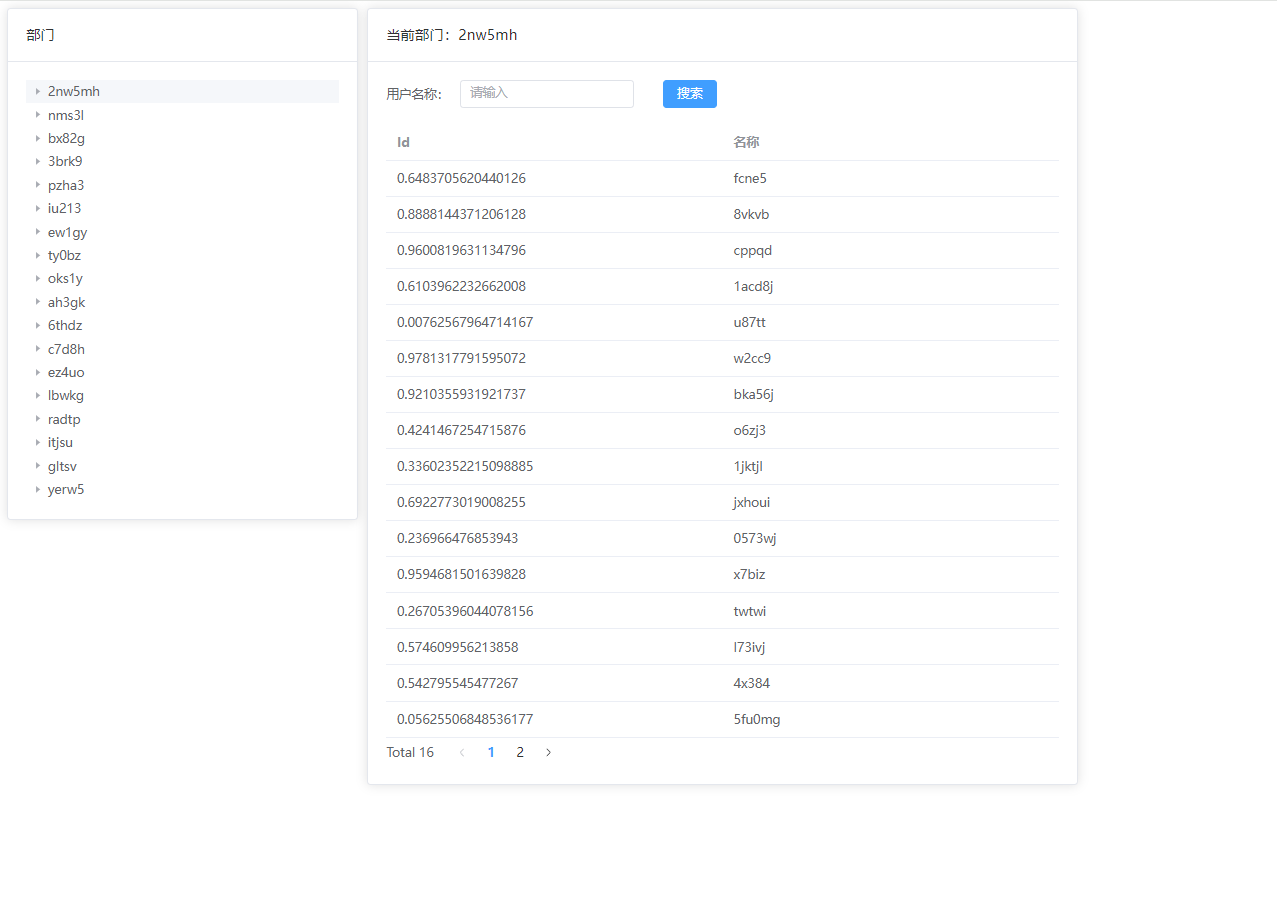 部门
2nw5mh
nms3l
bx82g
3brk9
pzha3
iu213
ew1gy
ty0bz
oks1y
ah3gk
6thdz
c7d8h
ez4uo
lbwkg
radtp
itjsu
gltsv
yerw5
当前部门：2nw5mh
用户名称： 请输入 搜索
Id 名称
0.6483705620440126 fcne5
0.8888144371206128 8vkvb
0.9600819631134796 cppqd
0.6103962232662008 1acd8j
0.00762567964714167 u87tt
0.9781317791595072 w2cc9
0.9210355931921737 bka56j
0.4241467254715876 o6zj3
0.33602352215098885 1jktjl
0.6922773019008255 jxhoui
0.236966476853943 0573wj
0.9594681501639828 x7biz
0.26705396044078156 twtwi
0.574609956213858 l73ivj
0.542795545477267 4x384
0.05625506848536177 5fu0mg
Total 16 1 2